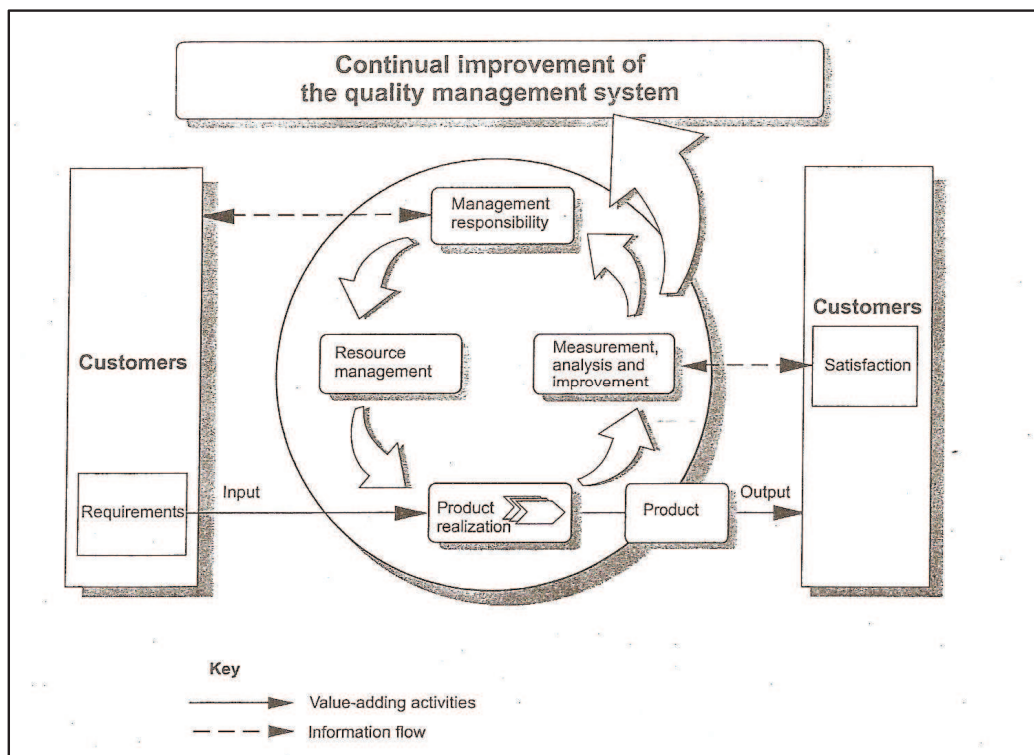 Continual improvement of
the quality management system
Management
responsibility
Customers
Resource
management
Measurement,
analysis and
improvement
Customers
Satisfaction
Requirements
Input
Product
realization
Product
Output
Key
Value-adding activities
Information flow